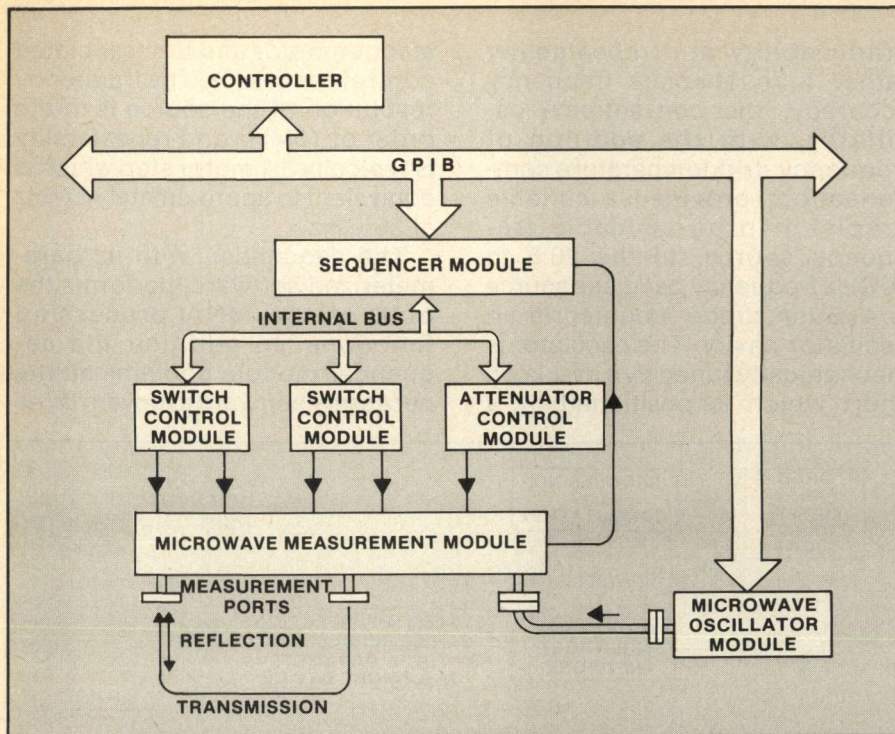 CONTROLLER
GPIB
SEQUENCER MODULE
INTERNAL BUS
SWITCH
CONTROL
MODULE
SWITCH
CONTROL
MODULE
ATTENUATOR
CONTROL
MODULE
MICROWAVE MEASUREMENT MODULE
MEASUREMENT
PORTS
REFLECTION
TRANSMISSION
MICROWAVE
OSCILLATOR
MODULE